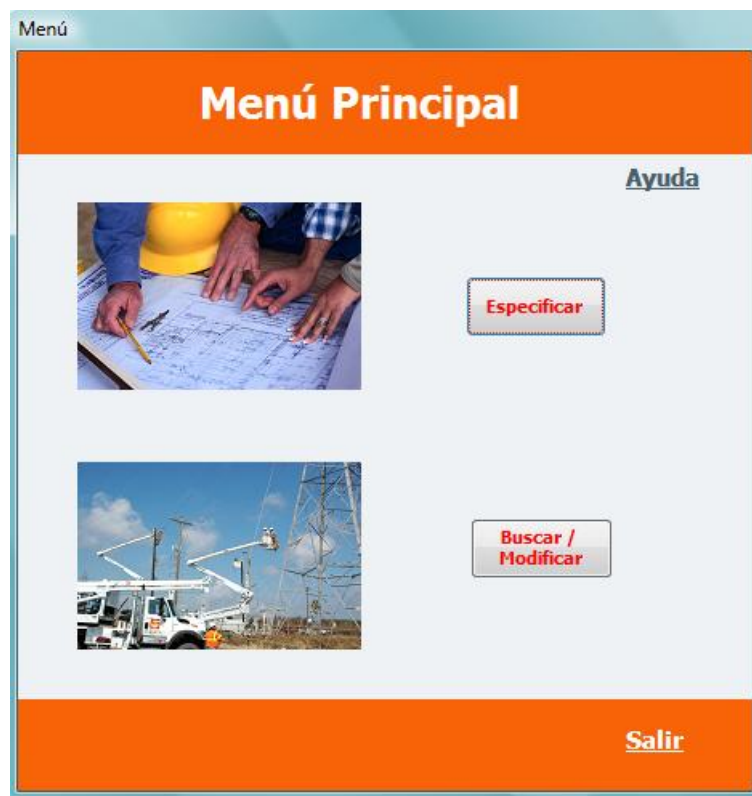 Menú
Menú Principal
Ayuda
Especificar
Buscar /
Modificar
Salir